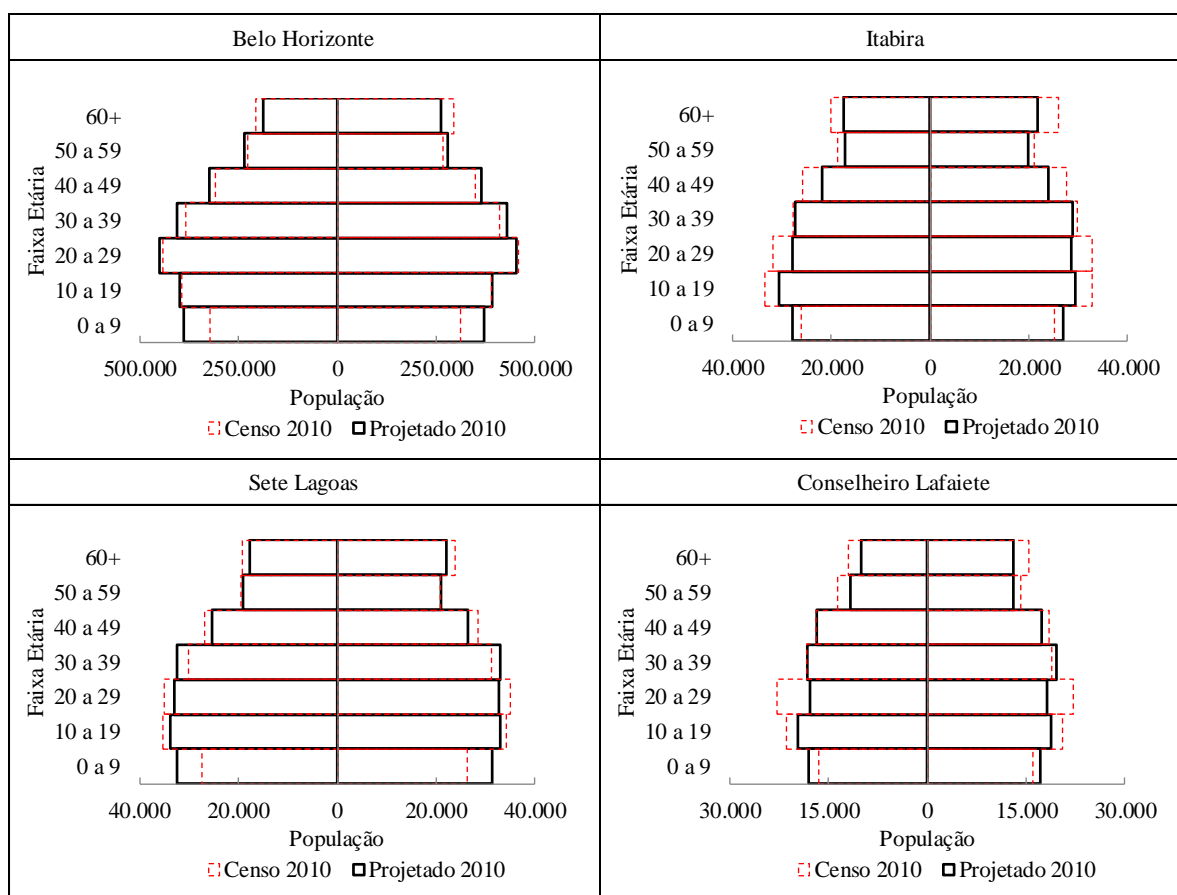 Belo Horizonte
Faixa Etária
60+
50 a 59
40 a 49
30 a 39
20 a 29
10 a 19
0 a 9
500.000 250.000 0 250.000 500.000
População
Censo 2010 Projetado 2010
Itabira
Faixa Etária
60+
50 a 59
40 a 49
30 a 39
20 a 29
10 a 19
0 a 9
40.000 20.000 0 20.000 40.000
População
Censo 2010 Projetado 2010
Sete Lagoas
Faixa Etária
60+
50 a 59
40 a 49
30 a 39
20 a 29
10 a 19
0 a 9
40.000 20.000 0 20.000 40.000
População
Censo 2010 Projetado 2010
Conselheiro Lafaiete
Faixa Etária
60+
50 a 59
40 a 49
30 a 39
20 a 29
10 a 19
0 a 9
30.000 15.000 0 15.000 30.000
População
Censo 2010 Projetado 2010